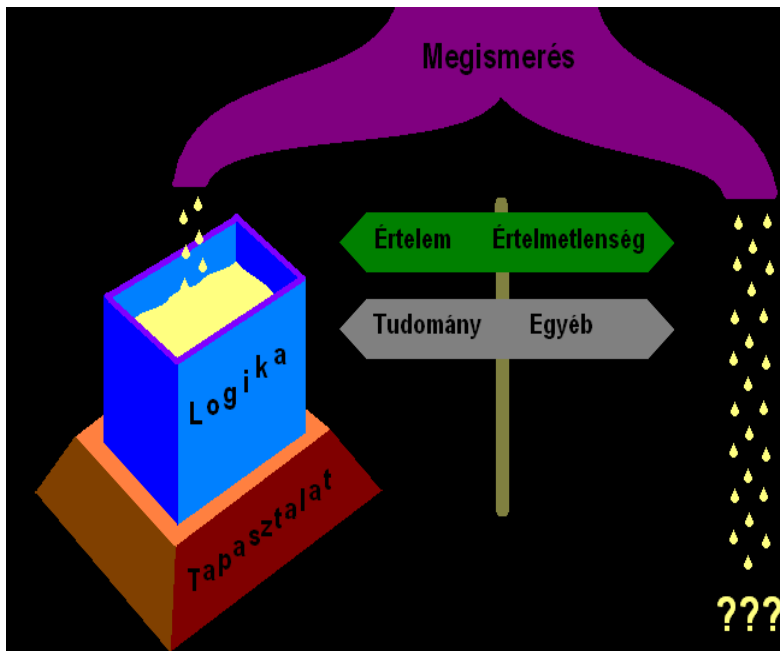 Megismerés
Értelem Értelmetlenség
Tudomány Egyéb
Logika
Tapasztalat
???